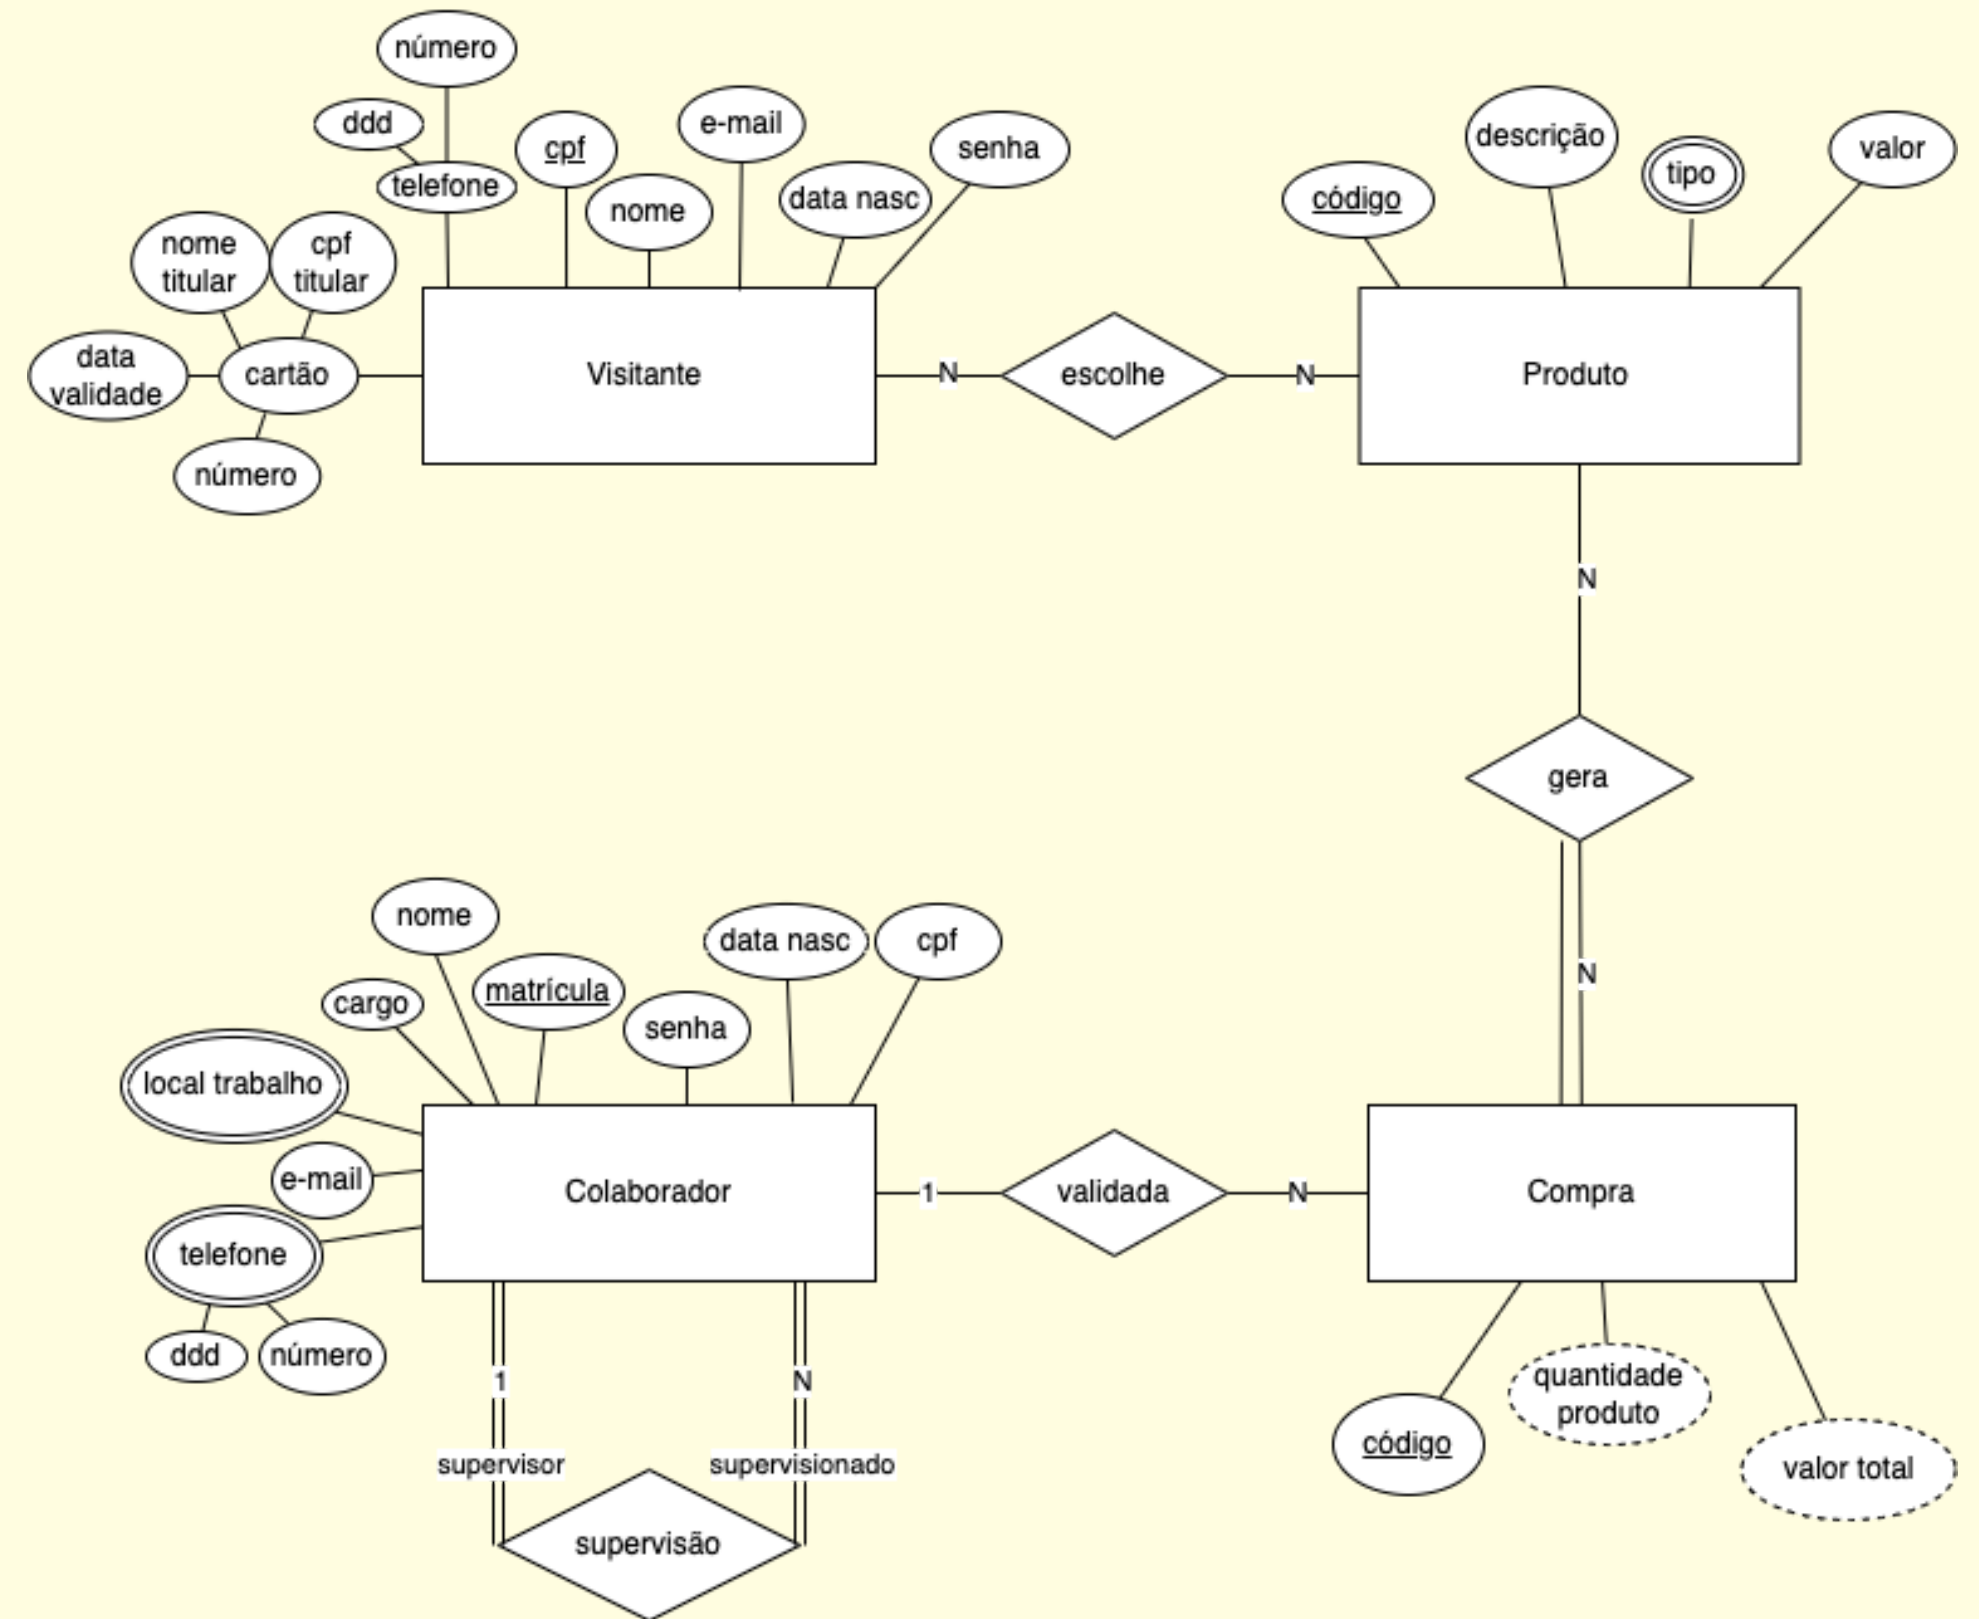 número
ddd
telefone
cpf
nome
e-mail
data nasc
senha
nome
titular
cpf
titular
data
validade
cartão
número
Visitante
N
escolhe
N
código
descrição
tipo
valor
Produto
N
gera
N
nome
cargo
matrícula
senha
data nasc
cpf
local trabalho
e-mail
telefone
ddd
número
Colaborador
1
validada
N
Compra
1
N
supervisor
supervisionado
supervisão
código
quantidade
produto
valor total